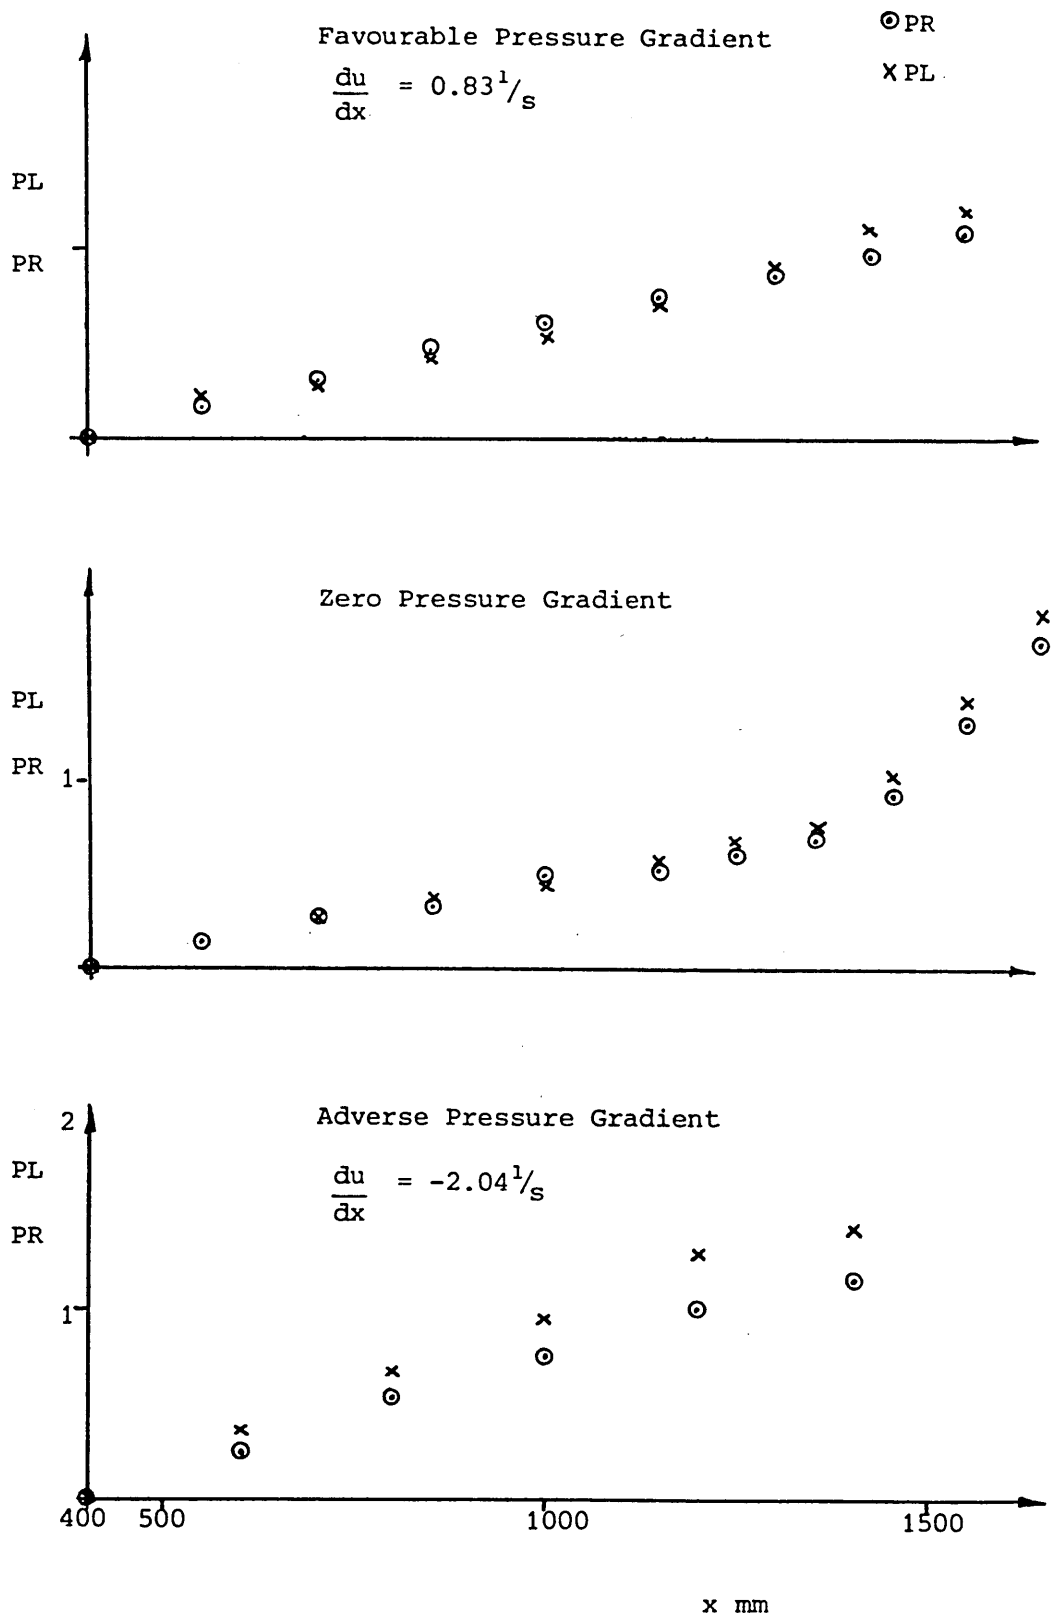 Favourable Pressure Gradient
⊙ PR
x PL
du/dx = 0.83 1/s
PL
PR
Zero Pressure Gradient
PL
PR
1
Adverse Pressure Gradient
2
du/dx = -2.04 1/s
PL
PR
1
400 500 1000 1500
x mm